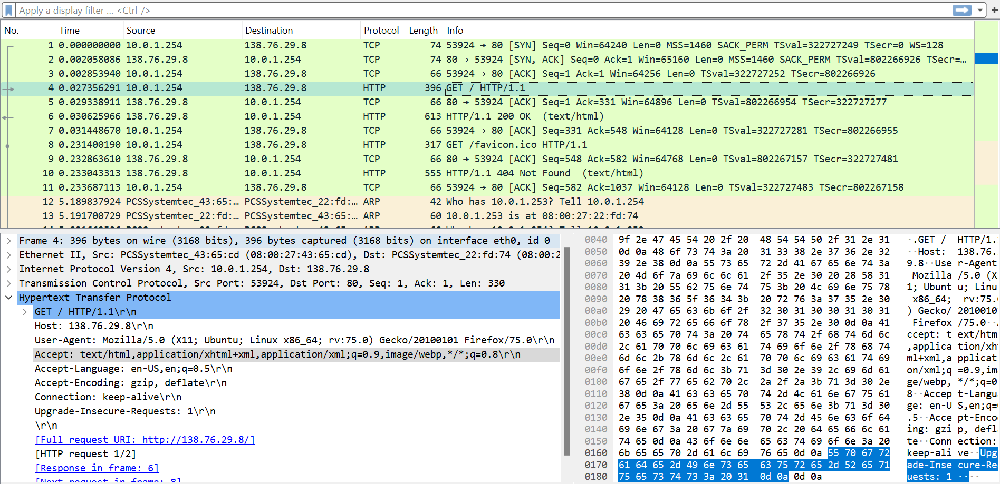 Apply a display filter ... <Ctrl-/>
No. Time Source Destination Protocol Length Info
1 0.000000000 10.0.1.254 138.76.29.8 TCP 74 53924 → 80 [SYN] Seq=0 Win=64240 Len=0 MSS=1460 SACK_PERM TSval=322727249 TSecr=0 WS=128
2 0.002058086 138.76.29.8 10.0.1.254 TCP 74 80 → 53924 [SYN, ACK] Seq=0 Ack=1 Win=65160 Len=0 MSS=1460 SACK_PERM TSval=802266926 TSecr=…
3 0.002853940 10.0.1.254 138.76.29.8 TCP 66 53924 → 80 [ACK] Seq=1 Ack=1 Win=64256 Len=0 TSval=322727252 TSecr=802266926
4 0.027356291 10.0.1.254 138.76.29.8 HTTP 396 GET / HTTP/1.1
5 0.029338911 138.76.29.8 10.0.1.254 TCP 66 80 → 53924 [ACK] Seq=1 Ack=331 Win=64896 Len=0 TSval=802266954 TSecr=322727277
6 0.030625966 138.76.29.8 10.0.1.254 HTTP 613 HTTP/1.1 200 OK (text/html)
7 0.031448670 10.0.1.254 138.76.29.8 TCP 66 53924 → 80 [ACK] Seq=331 Ack=548 Win=64128 Len=0 TSval=322727281 TSecr=802266955
8 0.231400190 10.0.1.254 138.76.29.8 HTTP 317 GET /favicon.ico HTTP/1.1
9 0.232863610 138.76.29.8 10.0.1.254 TCP 66 80 → 53924 [ACK] Seq=548 Ack=582 Win=64768 Len=0 TSval=802267157 TSecr=322727481
10 0.233043313 138.76.29.8 10.0.1.254 HTTP 555 HTTP/1.1 404 Not Found (text/html)
11 0.233687113 10.0.1.254 138.76.29.8 TCP 66 53924 → 80 [ACK] Seq=582 Ack=1037 Win=64128 Len=0 TSval=322727483 TSecr=802267158
12 5.189837924 PCSSystemtec_43:65:… PCSSystemtec_22:fd:… ARP 42 Who has 10.0.1.253? Tell 10.0.1.254
13 5.191700729 PCSSystemtec_22:fd:… PCSSystemtec_43:65:… ARP 60 10.0.1.253 is at 08:00:27:22:fd:74
Frame 4: 396 bytes on wire (3168 bits), 396 bytes captured (3168 bits) on interface eth0, id 0
Ethernet II, Src: PCSSystemtec_43:65:cd (08:00:27:43:65:cd), Dst: PCSSystemtec_22:fd:74 (08:00:2
Internet Protocol Version 4, Src: 10.0.1.254, Dst: 138.76.29.8
Transmission Control Protocol, Src Port: 53924, Dst Port: 80, Seq: 1, Ack: 1, Len: 330
Hypertext Transfer Protocol
GET / HTTP/1.1\r\n
Host: 138.76.29.8\r\n
User-Agent: Mozilla/5.0 (X11; Ubuntu; Linux x86_64; rv:75.0) Gecko/20100101 Firefox/75.0\r\n
Accept: text/html,application/xhtml+xml,application/xml;q=0.9,image/webp,*/*;q=0.8\r\n
Accept-Language: en-US,en;q=0.5\r\n
Accept-Encoding: gzip, deflate\r\n
Connection: keep-alive\r\n
Upgrade-Insecure-Requests: 1\r\n
\r\n
[Full request URI: http://138.76.29.8/]
[HTTP request 1/2]
[Response in frame: 6]
[Next request in frame: 8]
0040 9f 2e 47 45 54 20 2f 20 48 54 54 50 2f 31 2e 31 ·.GET / HTTP/1.1
0050 0d 0a 48 6f 73 74 3a 20 31 33 38 2e 37 36 2e 32 ··Host: 138.76.
0060 39 2e 38 0d 0a 55 73 65 72 2d 41 67 65 6e 74 3a 9.8··Use r-Agent
0070 20 4d 6f 7a 69 6c 6c 61 2f 35 2e 30 20 28 58 31 Mozilla /5.0 (X
0080 31 3b 20 55 62 75 6e 74 75 3b 20 4c 69 6e 75 78 1; Ubunt u; Linu
0090 20 78 38 36 5f 36 34 3b 20 72 76 3a 37 35 2e 30 x86_64; rv:75.0
00a0 29 20 47 65 63 6b 6f 2f 32 30 31 30 30 31 30 31 ) Gecko/ 2010010
00b0 20 46 69 72 65 66 6f 78 2f 37 35 2e 30 0d 0a 41 Firefox /75.0··
00c0 63 63 65 70 74 3a 20 74 65 78 74 2f 68 74 6d 6c ccept: t ext/htm
00d0 2c 61 70 70 6c 69 63 61 74 69 6f 6e 2f 78 68 74 ,applica tion/xh
00e0 6d 6c 2b 78 6d 6c 2c 61 70 70 6c 69 63 61 74 69 ml+xml,a pplicat
00f0 6f 6e 2f 78 6d 6c 3b 71 3d 30 2e 39 2c 69 6d 61 on/xml;q =0.9,im
0100 67 65 2f 77 65 62 70 2c 2a 2f 2a 3b 71 3d 30 2e ge/webp, */*;q=0
0110 38 0d 0a 41 63 63 65 70 74 2d 4c 61 6e 67 75 61 8··Accep t-Langu
0120 67 65 3a 20 65 6e 2d 55 53 2c 65 6e 3b 71 3d 30 ge: en-U S,en;q=
0130 2e 35 0d 0a 41 63 63 65 70 74 2d 45 6e 63 6f 64 .5··Acce pt-Enco
0140 69 6e 67 3a 20 67 7a 69 70 2c 20 64 65 66 6c 61 ing: gzi p, defl
0150 74 65 0d 0a 43 6f 6e 6e 65 63 74 69 6f 6e 3a 20 te··Conn ection:
0160 6b 65 65 70 2d 61 6c 69 76 65 0d 0a 55 70 67 72 keep-ali ve··Upg
0170 61 64 65 2d 49 6e 73 65 63 75 72 65 2d 52 65 71 ade-Inse cure-Re
0180 75 65 73 74 73 3a 20 31 0d 0a 0d 0a uests: 1 ····